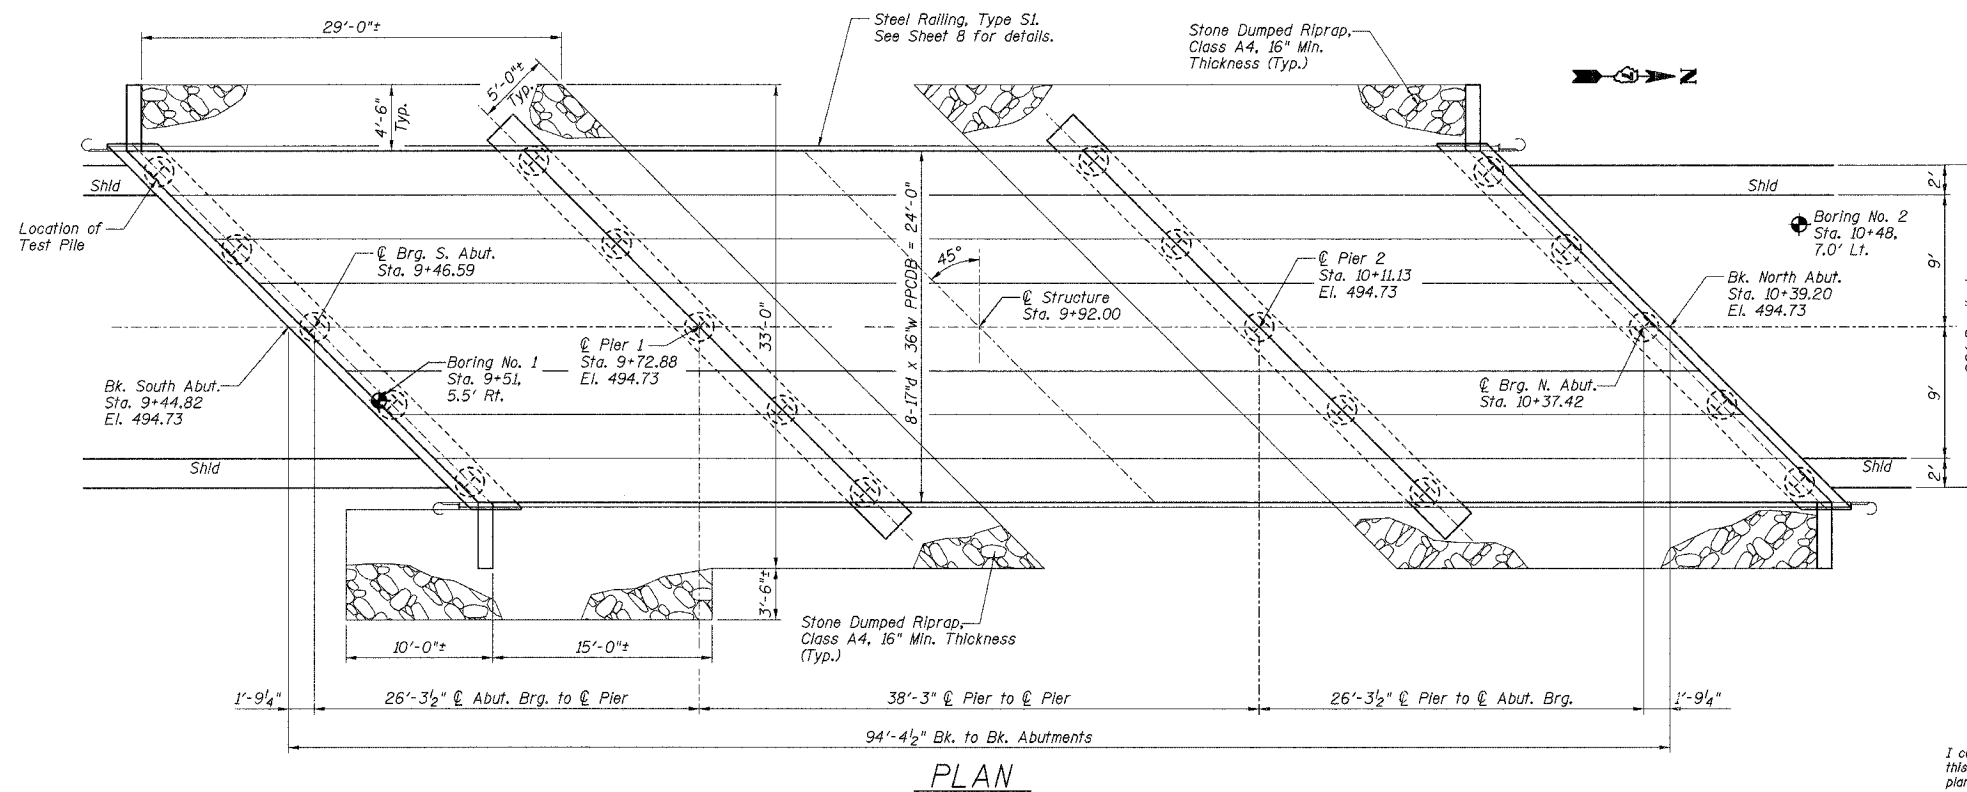 29'-0"±
Steel Railing, Type S1.
See Sheet 8 for details.
Stone Dumped Riprap,
Class A4, 16" Min.
Thickness (Typ.)
N
5'-0"±
Typ.
4'-6"
Typ.
Shld
Shld
2'
Location of
Test Pile
Boring No. 2
Sta. 10+48,
7.0' Lt.
℄ Brg. S. Abut.
Sta. 9+46.59
45°
℄ Pier 2
Sta. 10+11.13
El. 494.73
9'
Bk. North Abut.
Sta. 10+39.20
El. 494.73
℄ Structure
Sta. 9+92.00
33'-0"
8-17"d x 36"w PPCDB = 24'-0"
℄ Pier 1
Sta. 9+72.88
El. 494.73
Boring No. 1
Sta. 9+51,
5.5' Rt.
Bk. South Abut.
Sta. 9+44.82
El. 494.73
℄ Brg. N. Abut.
Sta. 10+37.42
9'
Shld
Shld
2'
3'-6"±
Stone Dumped Riprap,
Class A4, 16" Min. Thickness
(Typ.)
10'-0"±
15'-0"±
1'-9¼"
26'-3½" ℄ Abut. Brg. to ℄ Pier
38'-3" ℄ Pier to ℄ Pier
26'-3½" ℄ Pier to ℄ Abut. Brg.
1'-9¼"
94'-4½" Bk. to Bk. Abutments
PLAN
I
this